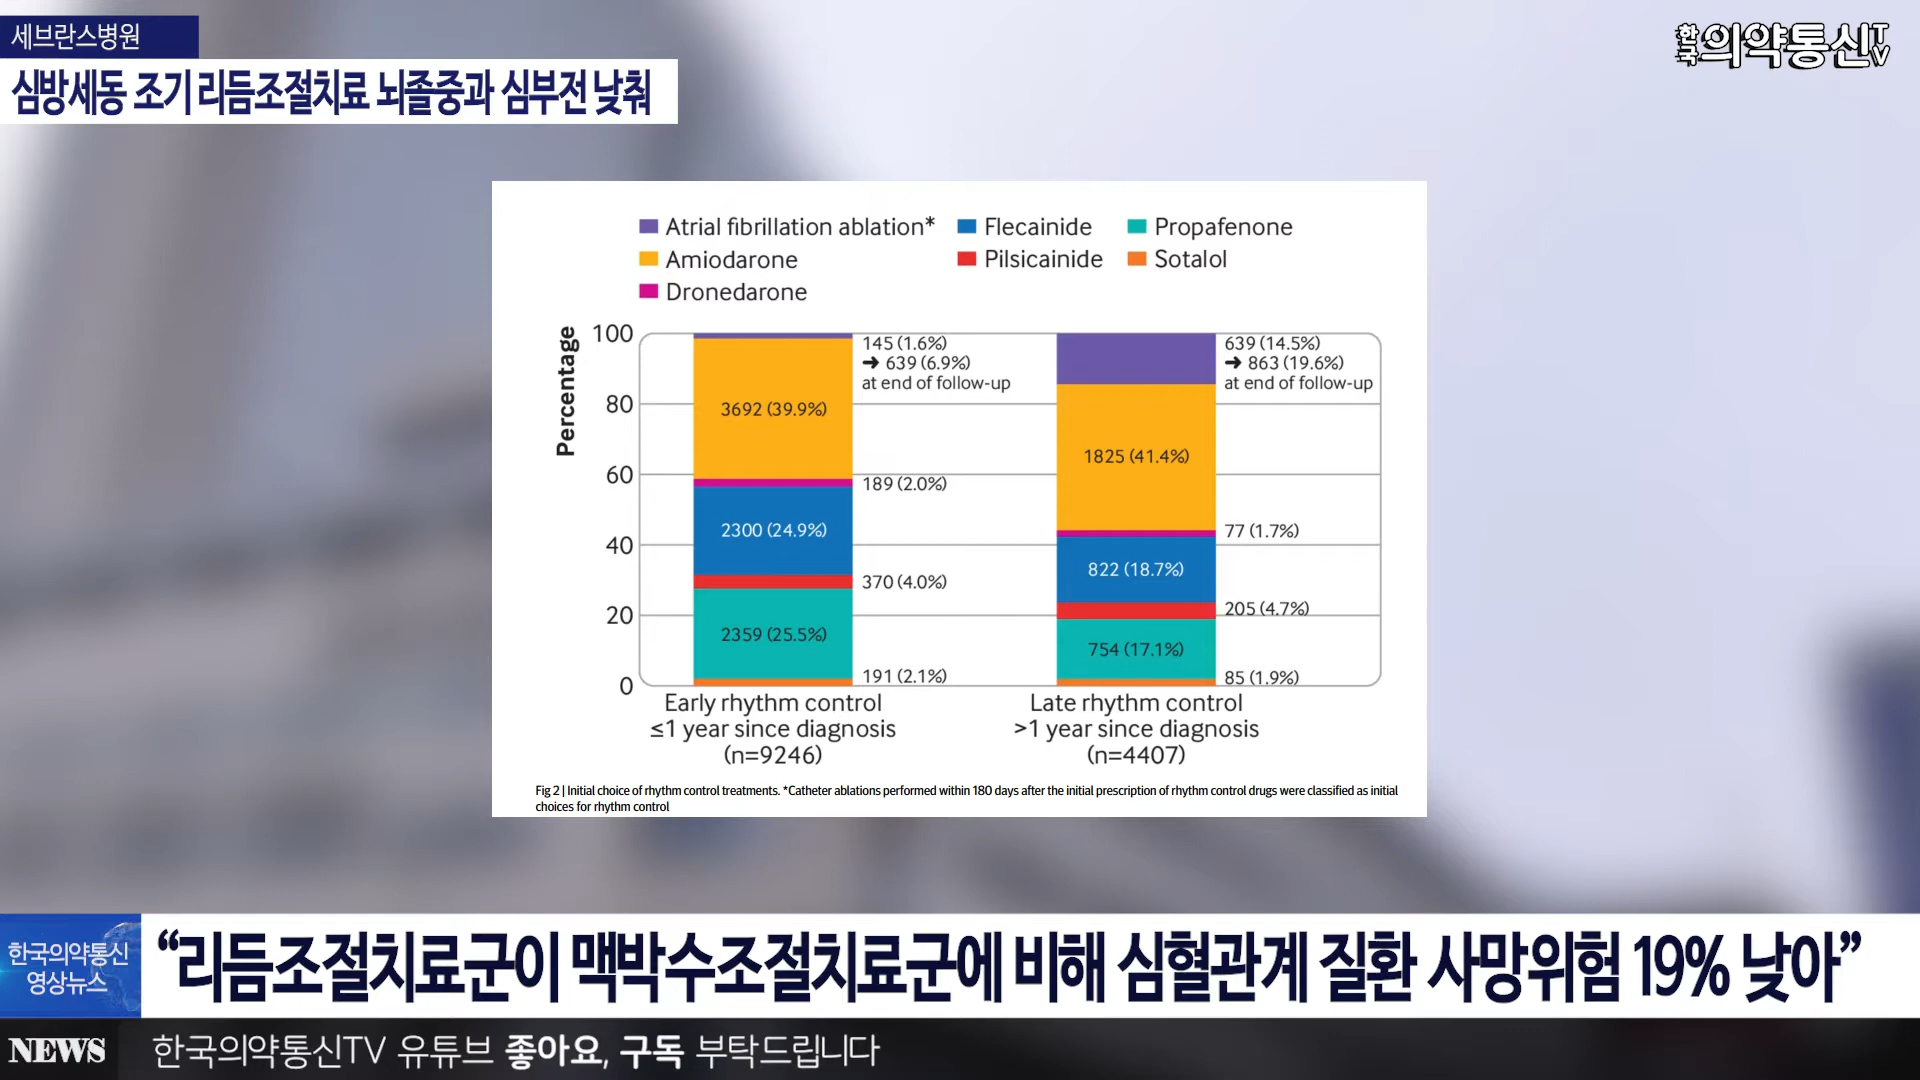 세브란스병원
심방세동 조기 리듬조절치료 뇌졸중과 심부전 낮춰
한국의약통신TV
Atrial fibrillation ablation* Flecainide Propafenone
Amiodarone Pilsicainide Sotalol
Dronedarone
Percentage
100
80
60
40
20
0
145 (1.6%)
➜ 639 (6.9%)
at end of follow-up
3692 (39.9%)
189 (2.0%)
2300 (24.9%)
370 (4.0%)
2359 (25.5%)
191 (2.1%)
Early rhythm control
≤1 year since diagnosis
(n=9246)
639 (14.5%)
➜ 863 (19.6%)
at end of follow-up
1825 (41.4%)
77 (1.7%)
822 (18.7%)
205 (4.7%)
754 (17.1%)
85 (1.9%)
Late rhythm control
>1 year since diagnosis
(n=4407)
Fig 2 | Initial choice of rhythm control treatments. *Catheter ablations performed within 180 days after the initial prescription of rhythm control drugs were classified as initial
choices for rhythm control
한국의약통신
영상뉴스
“리듬조절치료군이 맥박수조절치료군에 비해 심혈관계 질환 사망위험 19% 낮아”
NEWS 한국의약통신TV 유튜브 좋아요, 구독 부탁드립니다